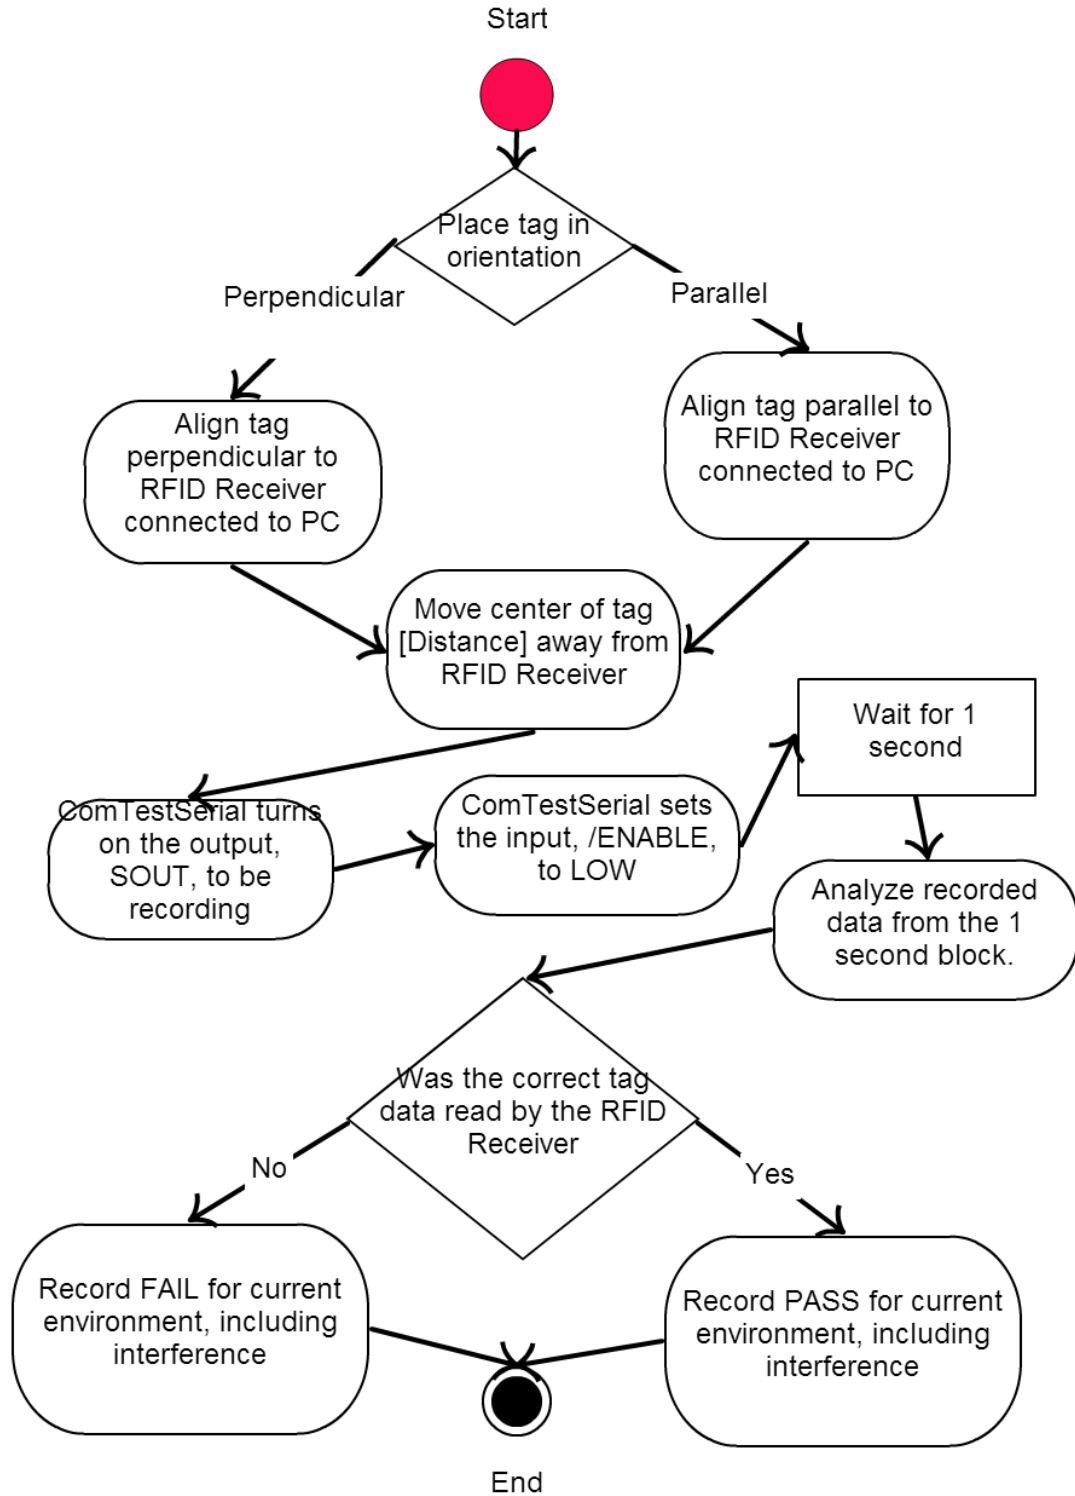 Start
Place tag in
orientation
Perpendicular
Parallel
Align tag
perpendicular to
RFID Receiver
connected to PC
Align tag parallel to
RFID Receiver
connected to PC
Move center of tag
[Distance] away from
RFID Receiver
ComTestSerial turns
on the output,
SOUT, to be
recording
ComTestSerial sets
the input, /ENABLE,
to LOW
Wait for 1
second
Analyze recorded
data from the 1
second block.
Was the correct tag
data read by the RFID
Receiver
No
Yes
Record FAIL for current
environment, including
interference
Record PASS for current
environment, including
interference
End